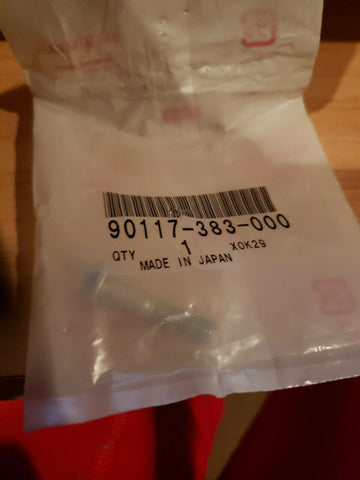 90117-383-000
QTY 1 XOK29
MADE IN JAPAN